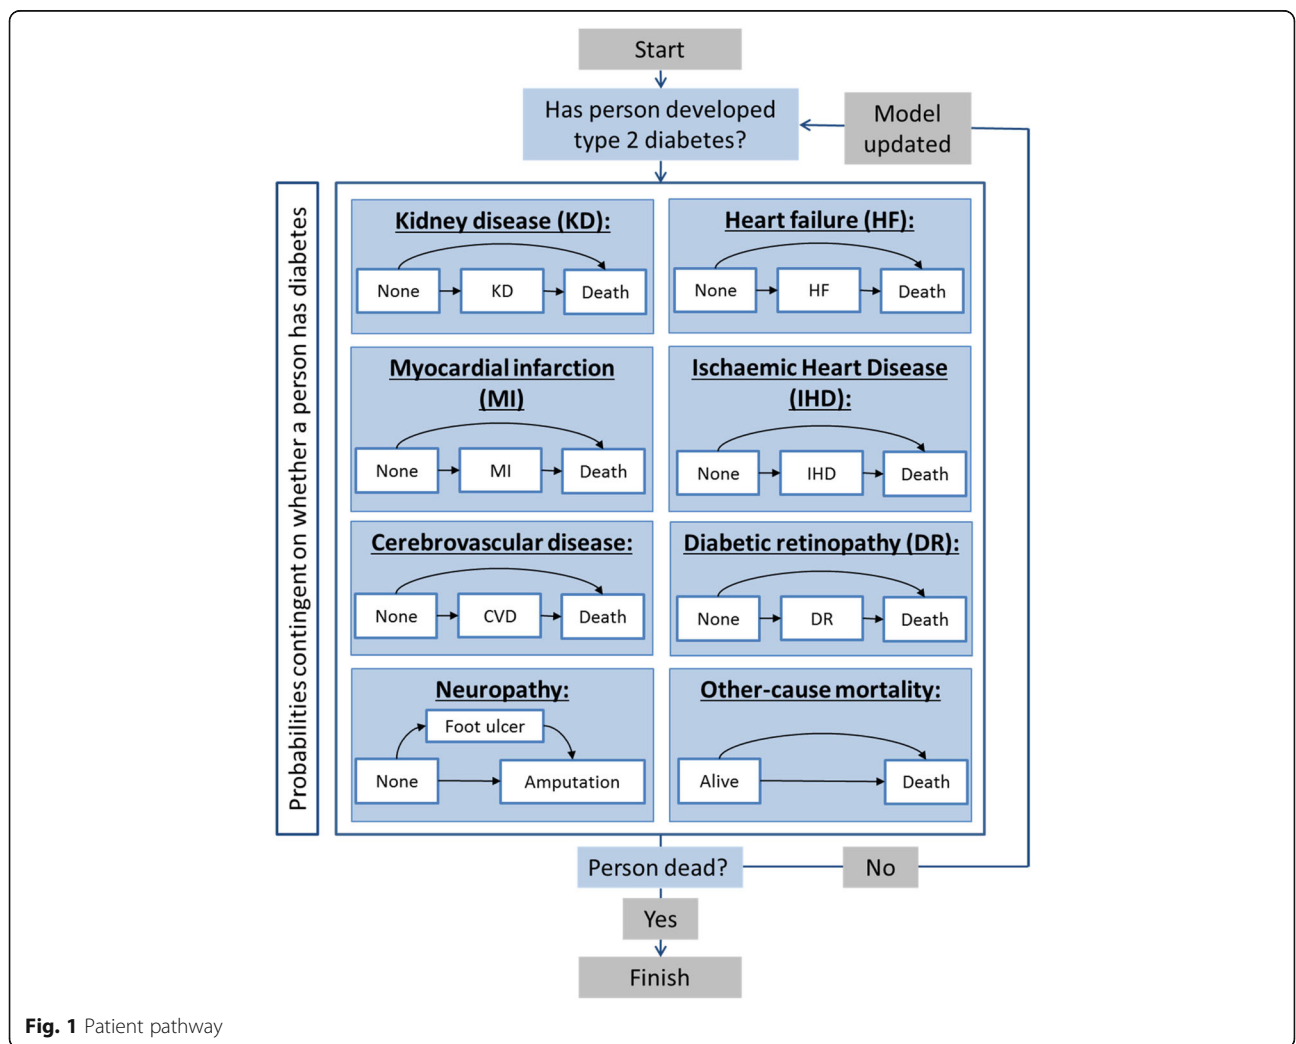 Start
Has person developed
type 2 diabetes?
Model
updated
Probabilities contingent on whether a person has diabetes
Kidney disease (KD):
None
KD
Death
Heart failure (HF):
None
HF
Death
Myocardial infarction
(MI)
None
MI
Death
Ischaemic Heart Disease
(IHD):
None
IHD
Death
Cerebrovascular disease:
None
CVD
Death
Diabetic retinopathy (DR):
None
DR
Death
Neuropathy:
Foot ulcer
None
Amputation
Other-cause mortality:
Alive
Death
Person dead?
No
Yes
Finish
Fig. 1 Patient pathway